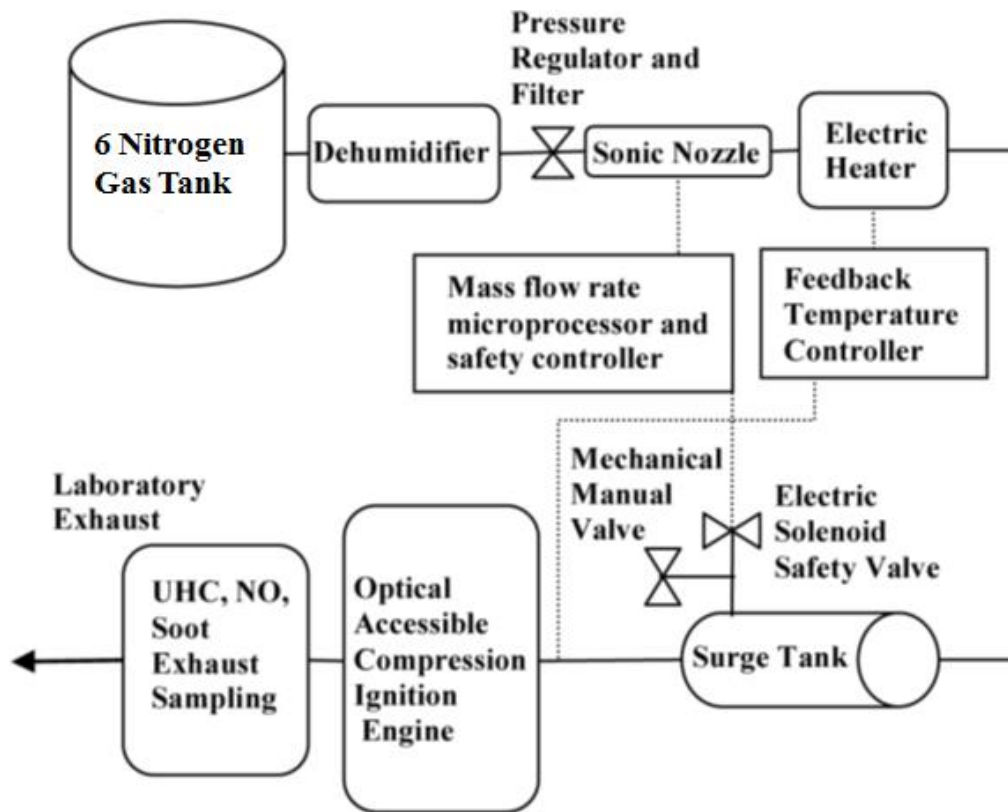 Pressure
Regulator and
Filter
6 Nitrogen
Gas Tank
Dehumidifier
Sonic Nozzle
Electric
Heater
Mass flow rate
microprocessor and
safety controller
Feedback
Temperature
Controller
Mechanical
Manual
Valve
Electric
Solenoid
Safety Valve
Laboratory
Exhaust
UHC, NO,
Soot
Exhaust
Sampling
Optical
Accessible
Compression
Ignition
Engine
Surge Tank